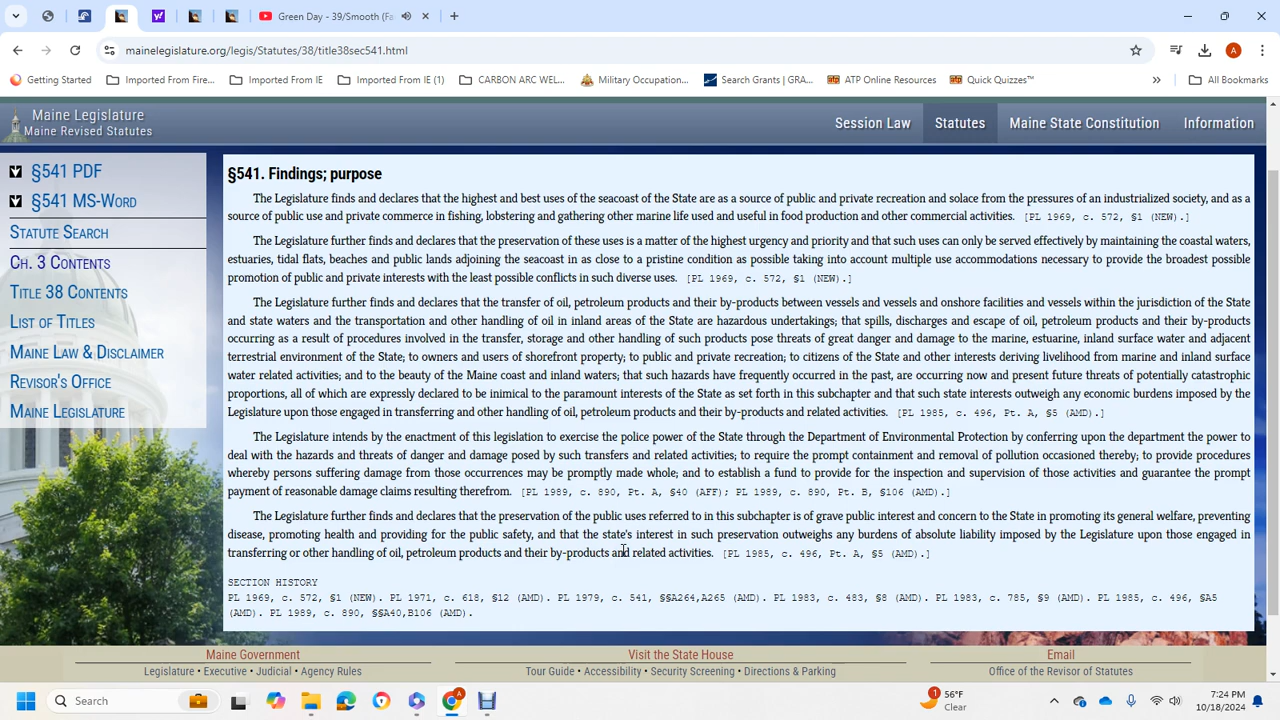 Green Day - 39/Smooth (Fa
mainelegislature.org/legis/Statutes/38/title38sec541.html
A
Getting Started
Imported From Fire...
Imported From IE
Imported From IE (1)
CARBON ARC WEL...
Military Occupation...
Search Grants | GRA...
ATP Online Resources
Quick Quizzes™
All Bookmarks
Maine Legislature
Maine Revised Statutes
Session Law
Statutes
Maine State Constitution
Information
§541 PDF
§541 MS-Word
Statute Search
Ch. 3 Contents
Title 38 Contents
List of Titles
Maine Law & Disclaimer
Revisor's Office
Maine Legislature
§541. Findings; purpose
The Legislature finds and declares that the highest and best uses of the seacoast of the State are as a source of public and private recreation and solace from the pressures of an industrialized society, and as a
source of public use and private commerce in fishing, lobstering and gathering other marine life used and useful in food production and other commercial activities. [PL 1969, c. 572, §1 (NEW).]
The Legislature further finds and declares that the preservation of these uses is a matter of the highest urgency and priority and that such uses can only be served effectively by maintaining the coastal waters,
estuaries, tidal flats, beaches and public lands adjoining the seacoast in as close to a pristine condition as possible taking into account multiple use accommodations necessary to provide the broadest possible
promotion of public and private interests with the least possible conflicts in such diverse uses. [PL 1969, c. 572, §1 (NEW).]
The Legislature further finds and declares that the transfer of oil, petroleum products and their by-products between vessels and vessels and onshore facilities and vessels within the jurisdiction of the State
and state waters and the transportation and other handling of oil in inland areas of the State are hazardous undertakings; that spills, discharges and escape of oil, petroleum products and their by-products
occurring as a result of procedures involved in the transfer, storage and other handling of such products pose threats of great danger and damage to the marine, estuarine, inland surface water and adjacent
terrestrial environment of the State; to owners and users of shorefront property; to public and private recreation; to citizens of the State and other interests deriving livelihood from marine and inland surface
water related activities; and to the beauty of the Maine coast and inland waters; that such hazards have frequently occurred in the past, are occurring now and present future threats of potentially catastrophic
proportions, all of which are expressly declared to be inimical to the paramount interests of the State as set forth in this subchapter and that such state interests outweigh any economic burdens imposed by the
Legislature upon those engaged in transferring and other handling of oil, petroleum products and their by-products and related activities. [PL 1985, c. 496, Pt. A, §5 (AMD).]
The Legislature intends by the enactment of this legislation to exercise the police power of the State through the Department of Environmental Protection by conferring upon the department the power to
deal with the hazards and threats of danger and damage posed by such transfers and related activities; to require the prompt containment and removal of pollution occasioned thereby; to provide procedures
whereby persons suffering damage from those occurrences may be promptly made whole; and to establish a fund to provide for the inspection and supervision of those activities and guarantee the prompt
payment of reasonable damage claims resulting therefrom. [PL 1989, c. 890, Pt. A, §40 (AFF); PL 1989, c. 890, Pt. B, §106 (AMD).]
The Legislature further finds and declares that the preservation of the public uses referred to in this subchapter is of grave public interest and concern to the State in promoting its general welfare, preventing
disease, promoting health and providing for the public safety, and that the state's interest in such preservation outweighs any burdens of absolute liability imposed by the Legislature upon those engaged in
transferring or other handling of oil, petroleum products and their by-products and related activities. [PL 1985, c. 496, Pt. A, §5 (AMD).]
SECTION HISTORY
PL 1969, c. 572, §1 (NEW). PL 1971, c. 618, §12 (AMD). PL 1979, c. 541, §§A264,A265 (AMD). PL 1983, c. 483, §8 (AMD). PL 1983, c. 785, §9 (AMD). PL 1985, c. 496, §A5
(AMD). PL 1989, c. 890, §§A40,B106 (AMD).
Maine Government
Visit the State House
Email
Legislature • Executive • Judicial • Agency Rules
Tour Guide • Accessibility • Security Screening • Directions & Parking
Office of the Revisor of Statutes
Search
1
56°F
Clear
7:24 PM
10/18/2024